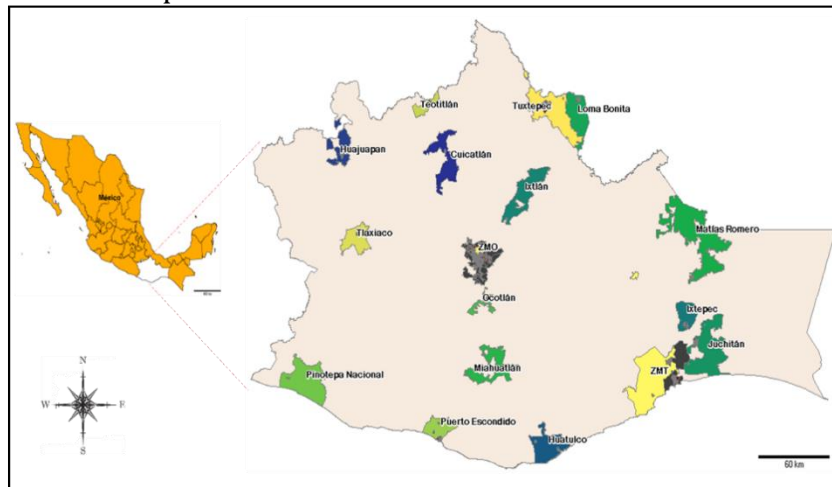 México
N
W
E
S
Teotitlán
Tuxtepec
Loma Bonita
Huajuapan
Cuicatlán
Ixtlán
Tlaxiaco
ZMO
Matías Romero
Ocotlán
Ixtepec
Juchitán
Pinotepa Nacional
Miahuatlán
ZMT
Puerto Escondido
Huatulco
60 km